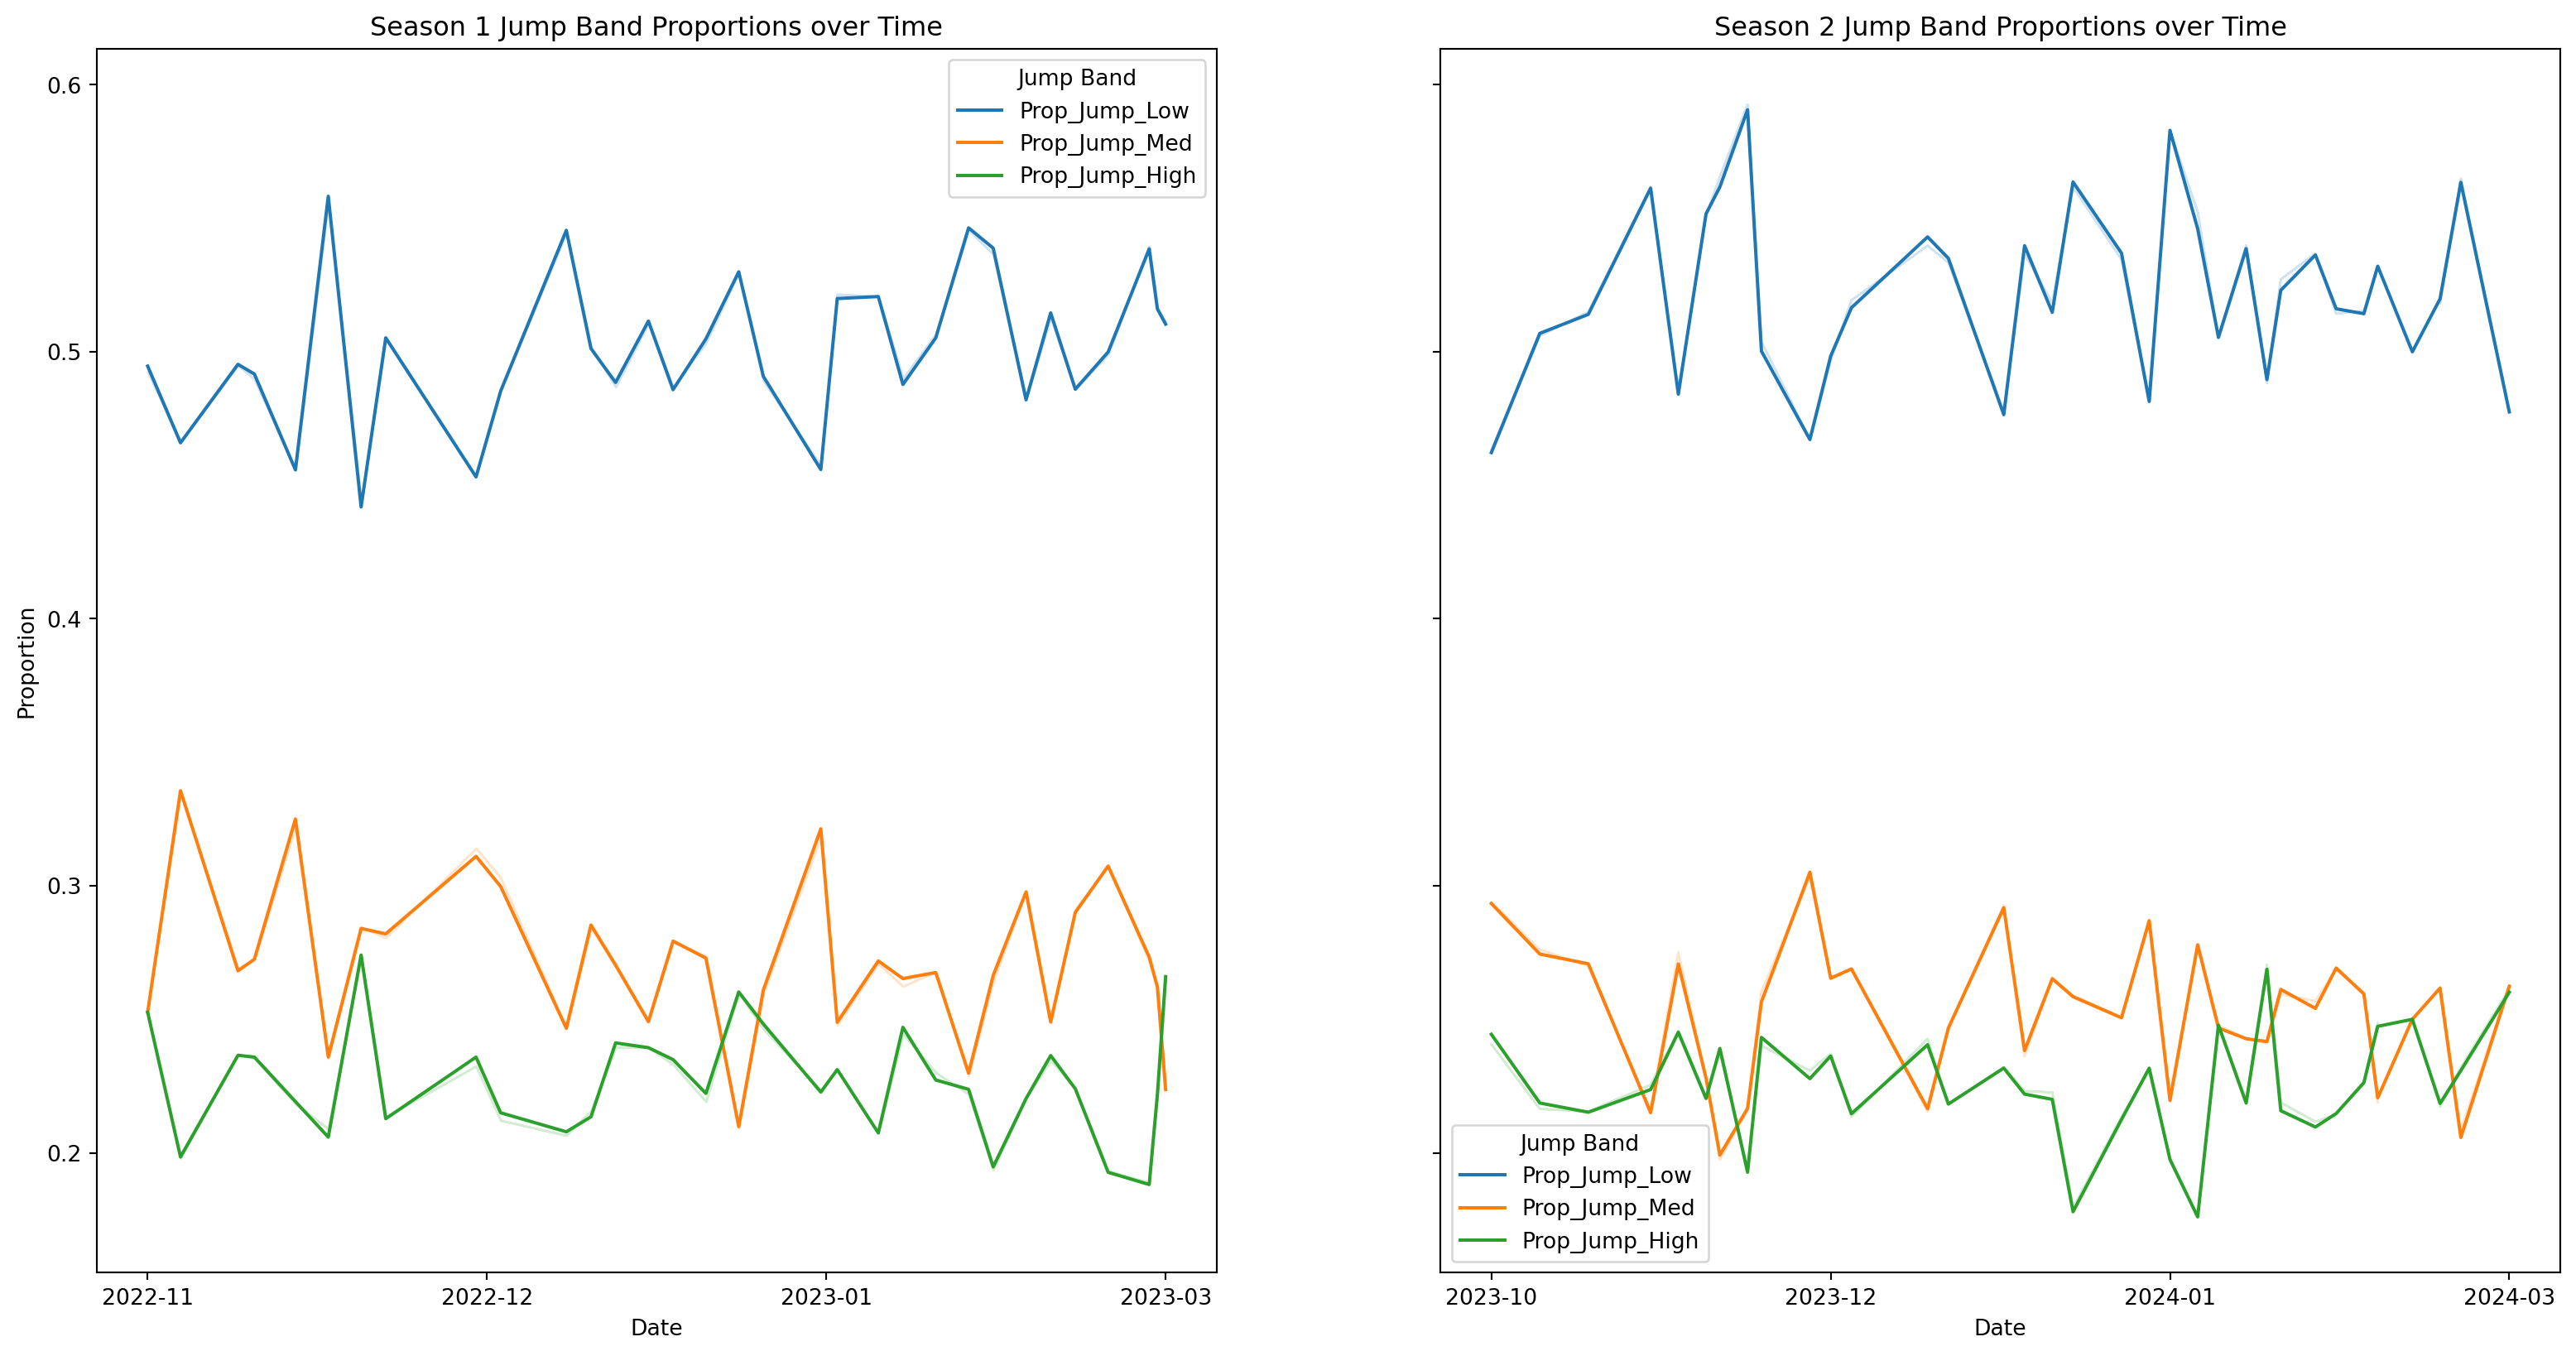 Season 1 Jump Band Proportions over Time
Proportion
0.6
0.5
0.4
0.3
0.2
Jump Band
Prop_Jump_Low
Prop_Jump_Med
Prop_Jump_High
2022-11
2022-12
2023-01
2023-03
Date
Season 2 Jump Band Proportions over Time
Jump Band
Prop_Jump_Low
Prop_Jump_Med
Prop_Jump_High
2023-10
2023-12
2024-01
2024-03
Date